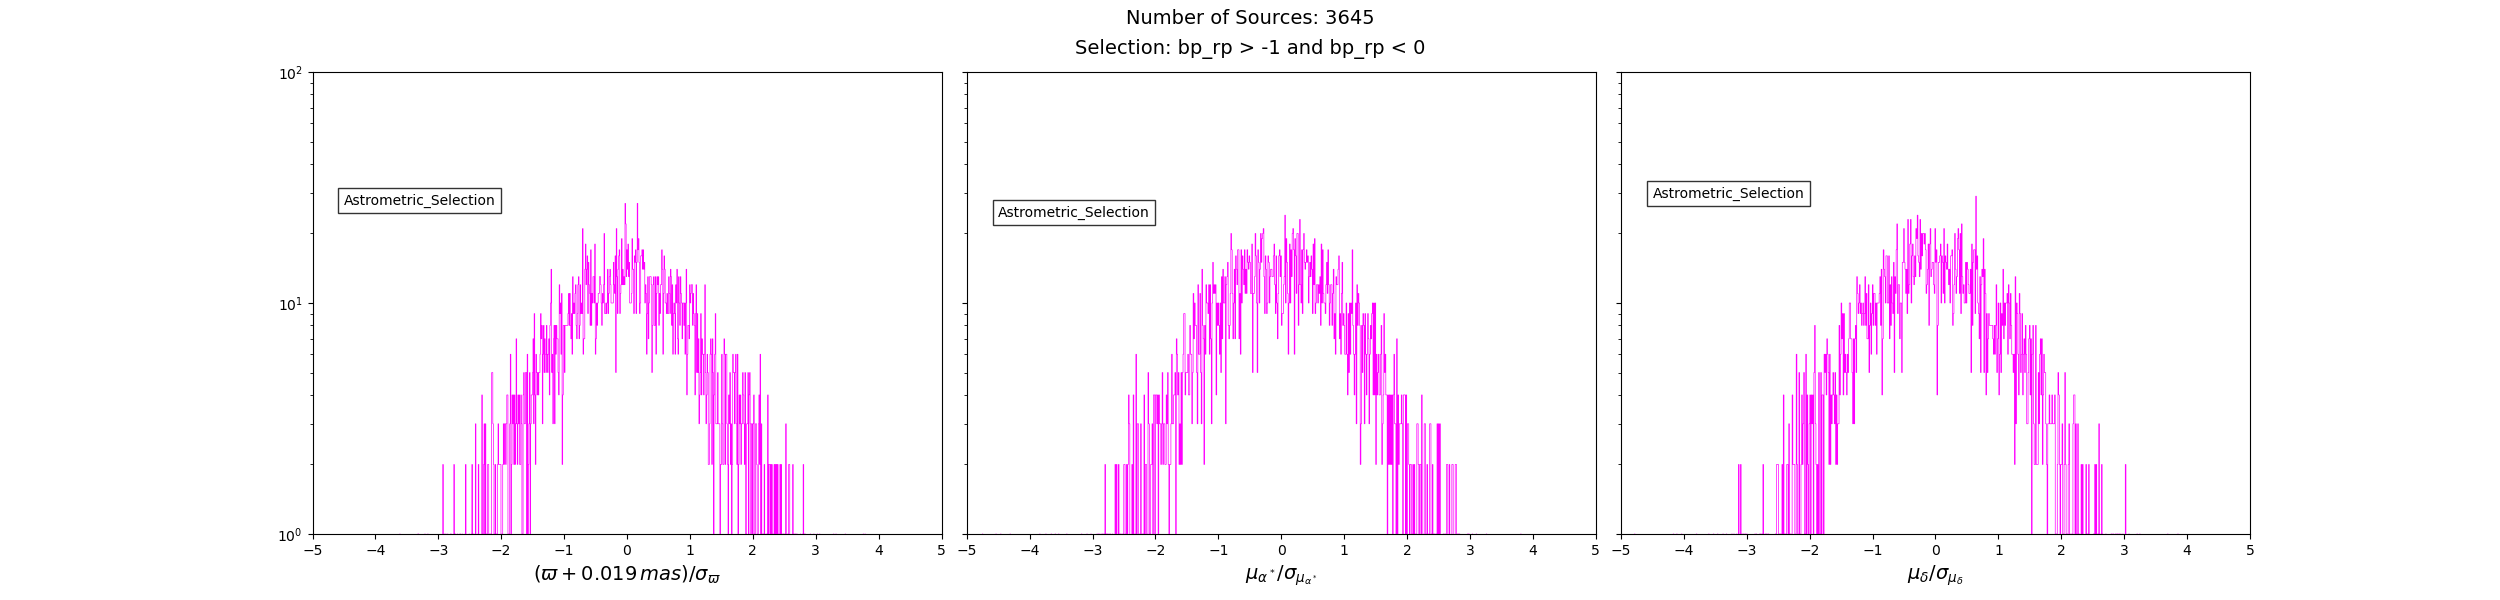 Number of Sources: 3645
Selection: bp_rp > -1 and bp_rp < 0
10²
10¹
10⁰
Astrometric_Selection
Astrometric_Selection
Astrometric_Selection
−5 −4 −3 −2 −1 0 1 2 3 4 5
−5 −4 −3 −2 −1 0 1 2 3 4 5
−5 −4 −3 −2 −1 0 1 2 3 4 5
(ϖ + 0.019 mas)/σ_ϖ
μ_α*/σ_μ_α*
μ_δ/σ_μ_δ